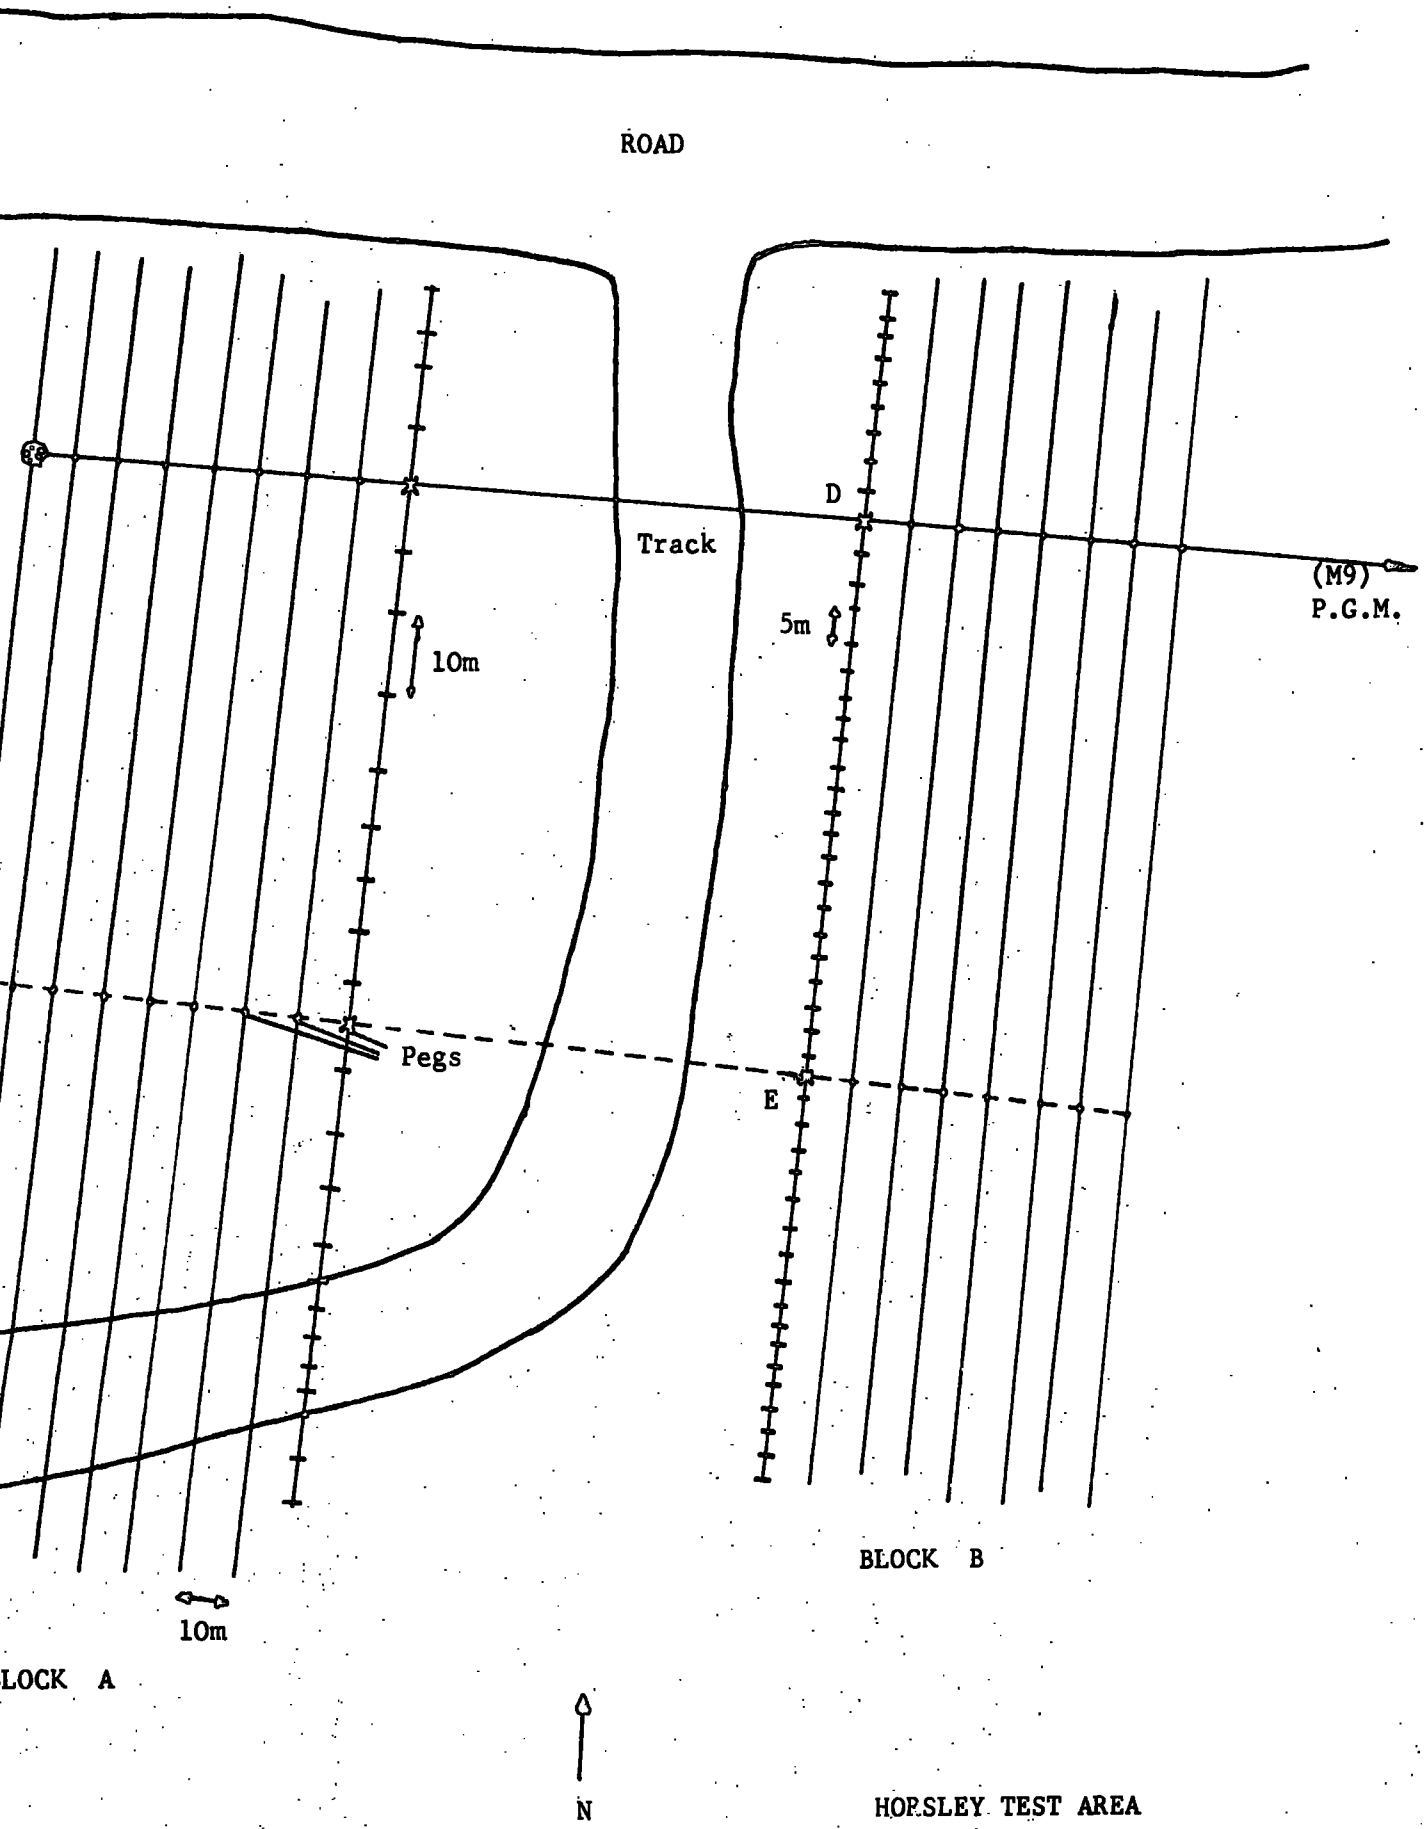 ROAD
D
Track
(M9)
P.G.M.
5m
10m
Pegs
E
BLOCK B
10m
LOCK A
N
HORSLEY TEST AREA